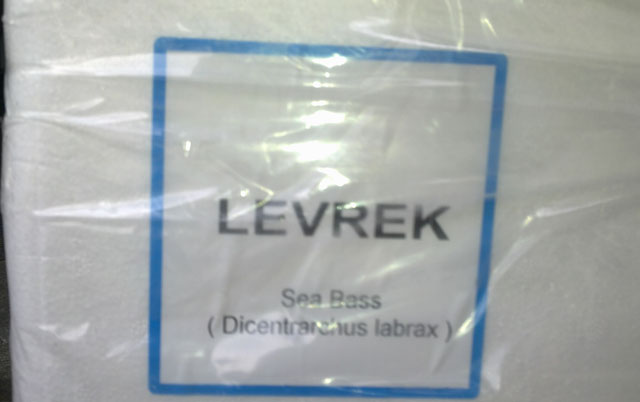 LEVREK
Sea Bass
( Dicentrarchus labrax )